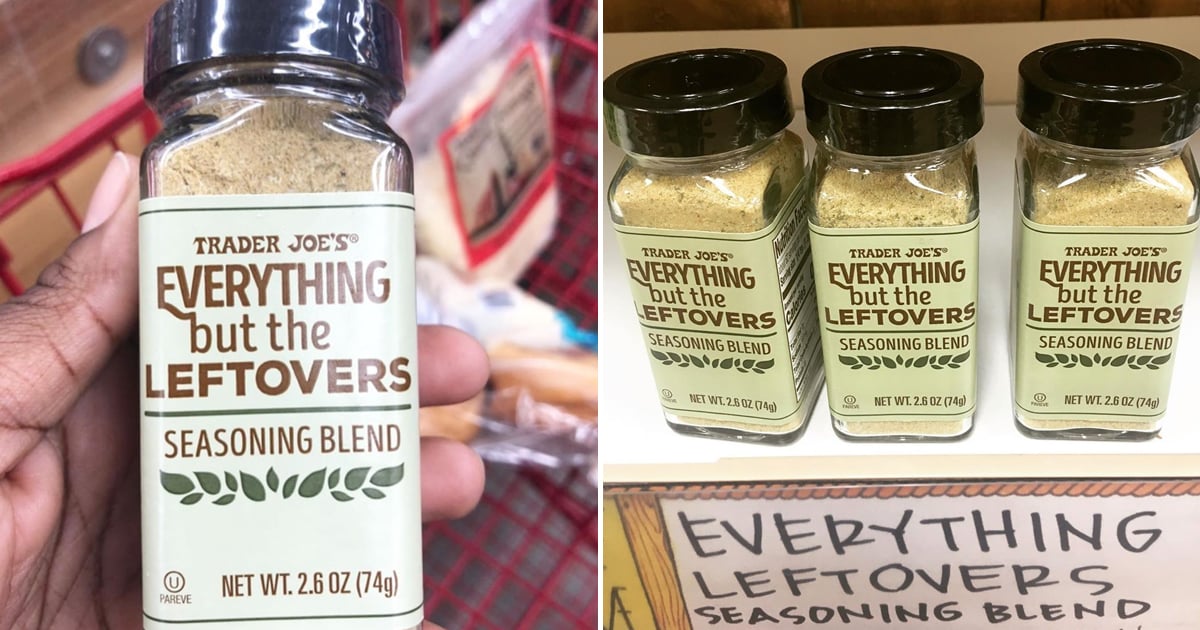 TRADER JOE'S®
EVERYTHING
but the
LEFTOVERS
SEASONING BLEND
U
PAREVE
NET WT. 2.6 OZ (74g)
TRADER JOE'S®
EVERYTHING
but the
LEFTOVERS
SEASONING BLEND
U
PAREVE
NET WT. 2.6 OZ (74g)
TRADER JOE'S®
EVERYTHING
but the
LEFTOVERS
SEASONING BLEND
U
PAREVE
NET WT. 2.6 OZ (74g)
TRADER JOE'S®
EVERYTHING
but the
LEFTOVERS
SEASONING BLEND
U
PAREVE
NET WT. 2.6 OZ (74g)
EVERYTHING
LEFTOVERS
SEASONING BLEND